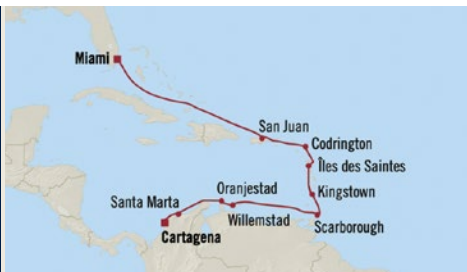 Miami
San Juan
Codrington
Îles des Saintes
Oranjestad
Kingstown
Santa Marta
Willemstad
Scarborough
Cartagena